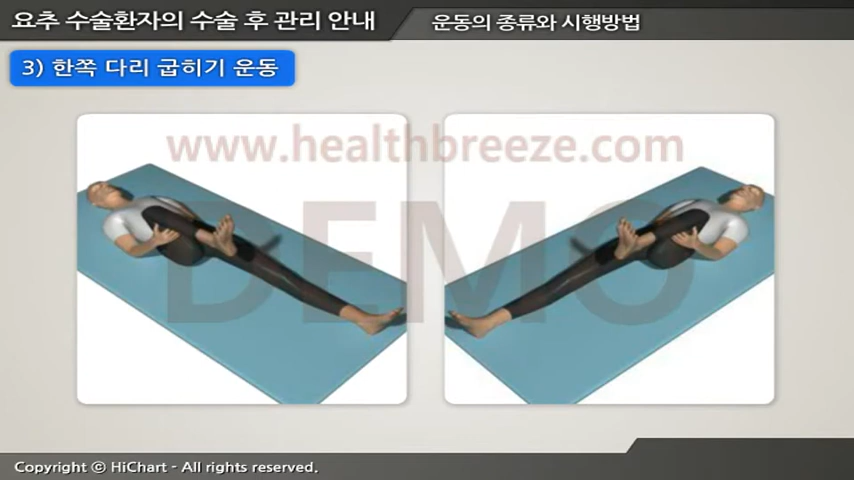 요추 수술환자의 수술 후 관리 안내
운동의 종류와 시행방법
3) 한쪽 다리 굽히기 운동
www.healthbreeze.com
DEMO
Copyright ⓒ HiChart - All rights reserved.